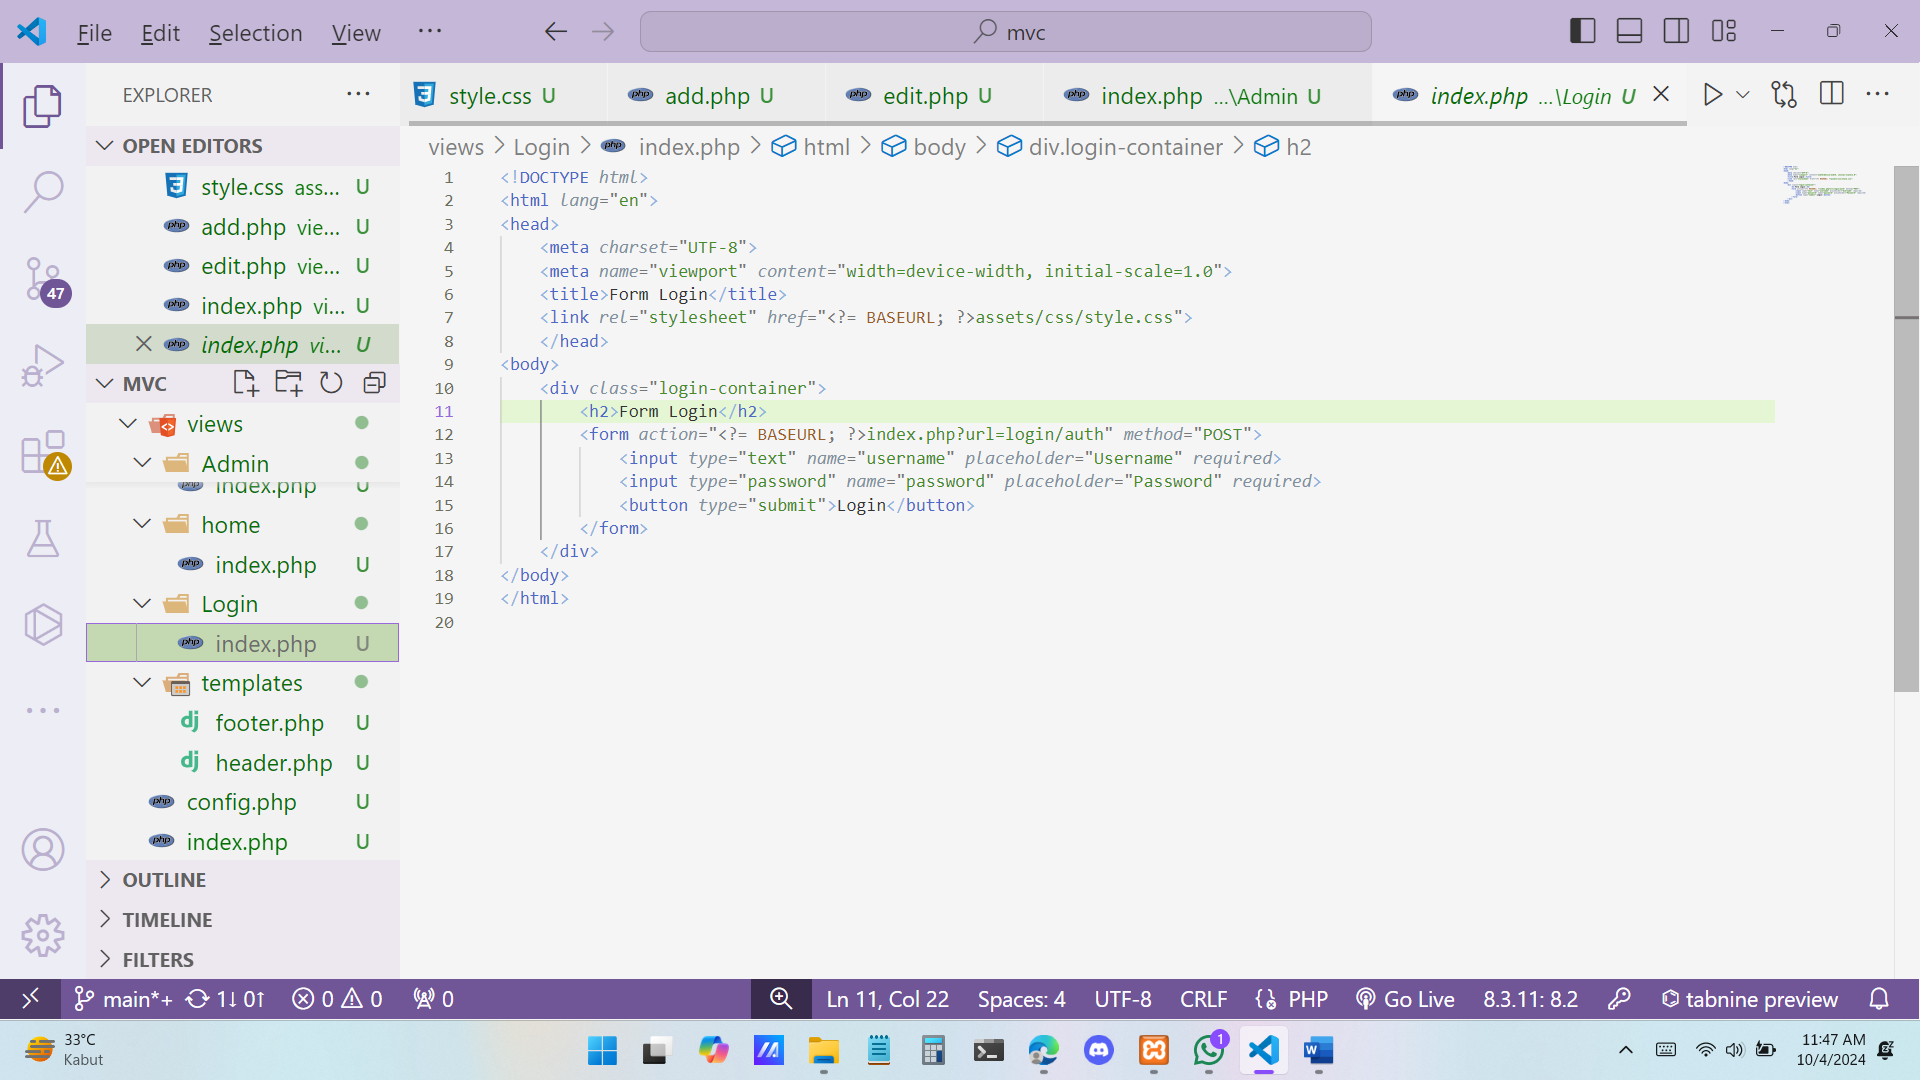 File Edit Selection View ···
mvc
EXPLORER ···
OPEN EDITORS
style.css ass... U
add.php vie... U
edit.php vie... U
index.php vi... U
index.php vi... U
MVC
views
Admin
index.php U
home
index.php U
Login
index.php U
templates
footer.php U
header.php U
config.php U
index.php U
OUTLINE
TIMELINE
FILTERS
47
style.css U add.php U edit.php U index.php ...\Admin U index.php ...\Login U
views > Login > index.php > html > body > div.login-container > h2
1 <!DOCTYPE html>
2 <html lang="en">
3 <head>
4 <meta charset="UTF-8">
5 <meta name="viewport" content="width=device-width, initial-scale=1.0">
6 <title>Form Login</title>
7 <link rel="stylesheet" href="<?= BASEURL; ?>assets/css/style.css">
8 </head>
9 <body>
10 <div class="login-container">
11 <h2>Form Login</h2>
12 <form action="<?= BASEURL; ?>index.php?url=login/auth" method="POST">
13 <input type="text" name="username" placeholder="Username" required>
14 <input type="password" name="password" placeholder="Password" required>
15 <button type="submit">Login</button>
16 </form>
17 </div>
18 </body>
19 </html>
20
main*+ 1↓ 0↑ 0 0 0 Ln 11, Col 22 Spaces: 4 UTF-8 CRLF PHP Go Live 8.3.11: 8.2 tabnine preview
33°C
Kabut
1
11:47 AM
10/4/2024